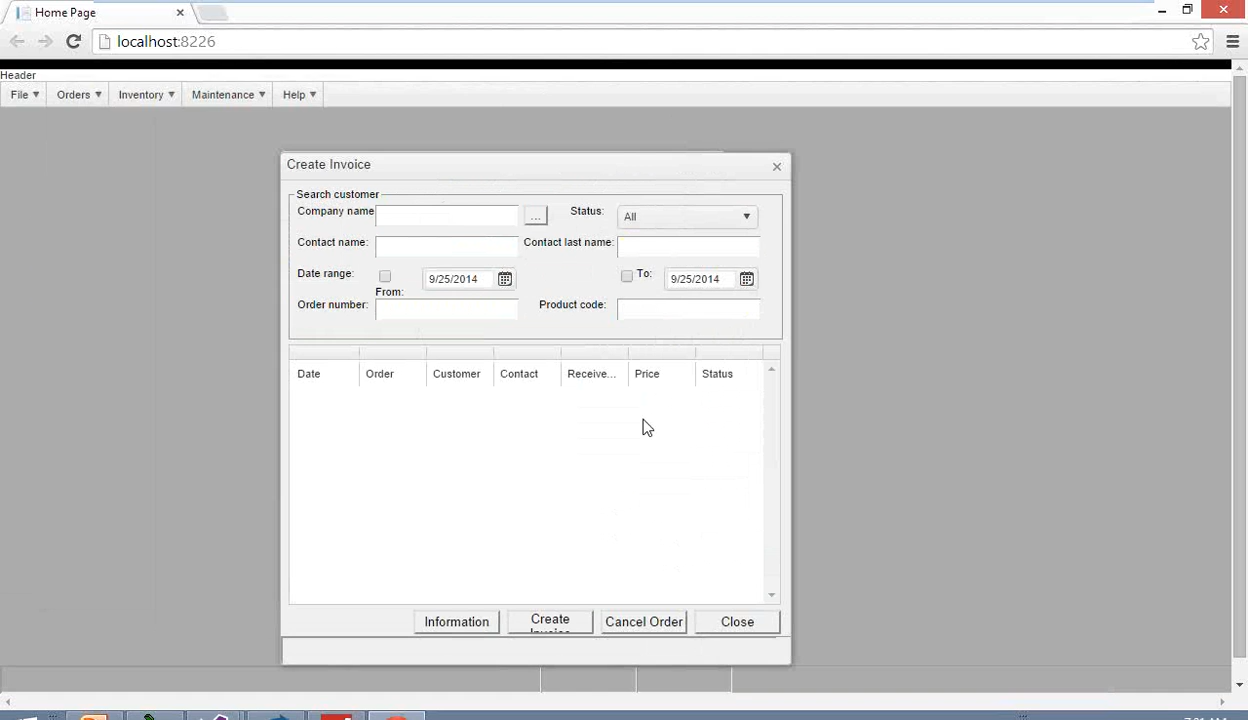 Home Page
localhost:8226
Header
File Orders Inventory Maintenance Help
Create Invoice
Search customer
Company name ... Status: All
Contact name: Contact last name:
Date range: 9/25/2014 To: 9/25/2014
From:
Order number: Product code:
Date Order Customer Contact Receive... Price Status
Information Create Invoice Cancel Order Close